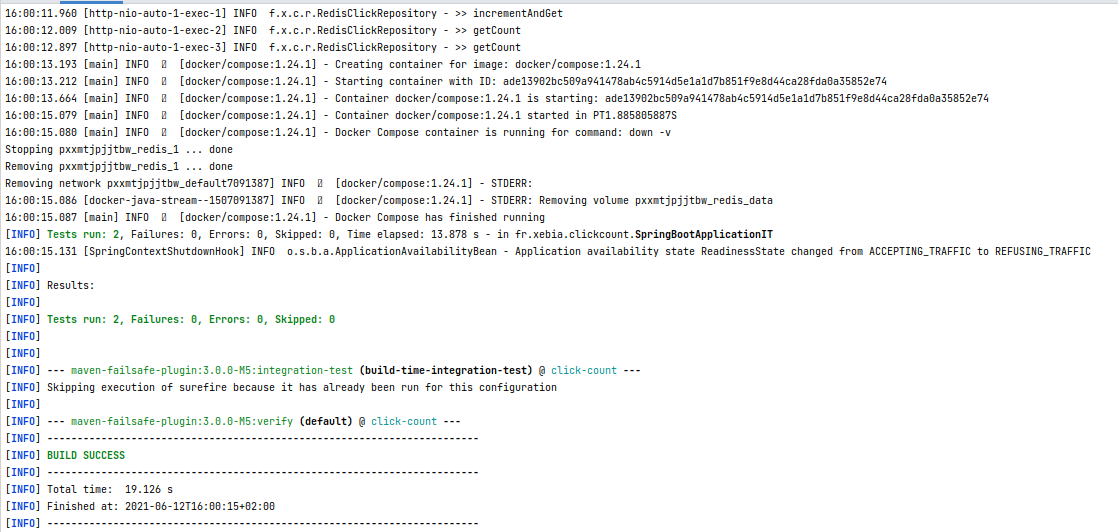 16:00:11.960 [http-nio-auto-1-exec-1] INFO  f.x.c.r.RedisClickRepository - >> incrementAndGet
16:00:12.009 [http-nio-auto-1-exec-2] INFO  f.x.c.r.RedisClickRepository - >> getCount
16:00:12.897 [http-nio-auto-1-exec-3] INFO  f.x.c.r.RedisClickRepository - >> getCount
16:00:13.193 [main] INFO    [docker/compose:1.24.1] - Creating container for image: docker/compose:1.24.1
16:00:13.212 [main] INFO    [docker/compose:1.24.1] - Starting container with ID: ade13902bc509a941478ab4c5914d5e1a1d7b851f9e8d44ca28fda0a35852e74
16:00:13.664 [main] INFO    [docker/compose:1.24.1] - Container docker/compose:1.24.1 is starting: ade13902bc509a941478ab4c5914d5e1a1d7b851f9e8d44ca28fda0a35852e74
16:00:15.079 [main] INFO    [docker/compose:1.24.1] - Container docker/compose:1.24.1 started in PT1.885805887S
16:00:15.080 [main] INFO    [docker/compose:1.24.1] - Docker Compose container is running for command: down -v
Stopping pxxmtjpjjtbw_redis_1 ... done
Removing pxxmtjpjjtbw_redis_1 ... done
Removing network pxxmtjpjjtbw_default7091387] INFO    [docker/compose:1.24.1] - STDERR:
16:00:15.086 [docker-java-stream--1507091387] INFO    [docker/compose:1.24.1] - STDERR: Removing volume pxxmtjpjjtbw_redis_data
16:00:15.087 [main] INFO    [docker/compose:1.24.1] - Docker Compose has finished running
[INFO] Tests run: 2, Failures: 0, Errors: 0, Skipped: 0, Time elapsed: 13.878 s - in fr.xebia.clickcount.SpringBootApplicationIT
16:00:15.131 [SpringContextShutdownHook] INFO  o.s.b.a.ApplicationAvailabilityBean - Application availability state ReadinessState changed from ACCEPTING_TRAFFIC to REFUSING_TRAFFIC
[INFO]
[INFO] Results:
[INFO]
[INFO] Tests run: 2, Failures: 0, Errors: 0, Skipped: 0
[INFO]
[INFO]
[INFO] --- maven-failsafe-plugin:3.0.0-M5:integration-test (build-time-integration-test) @ click-count ---
[INFO] Skipping execution of surefire because it has already been run for this configuration
[INFO]
[INFO] --- maven-failsafe-plugin:3.0.0-M5:verify (default) @ click-count ---
[INFO] ------------------------------------------------------------------------
[INFO] BUILD SUCCESS
[INFO] ------------------------------------------------------------------------
[INFO] Total time:  19.126 s
[INFO] Finished at: 2021-06-12T16:00:15+02:00
[INFO] ------------------------------------------------------------------------